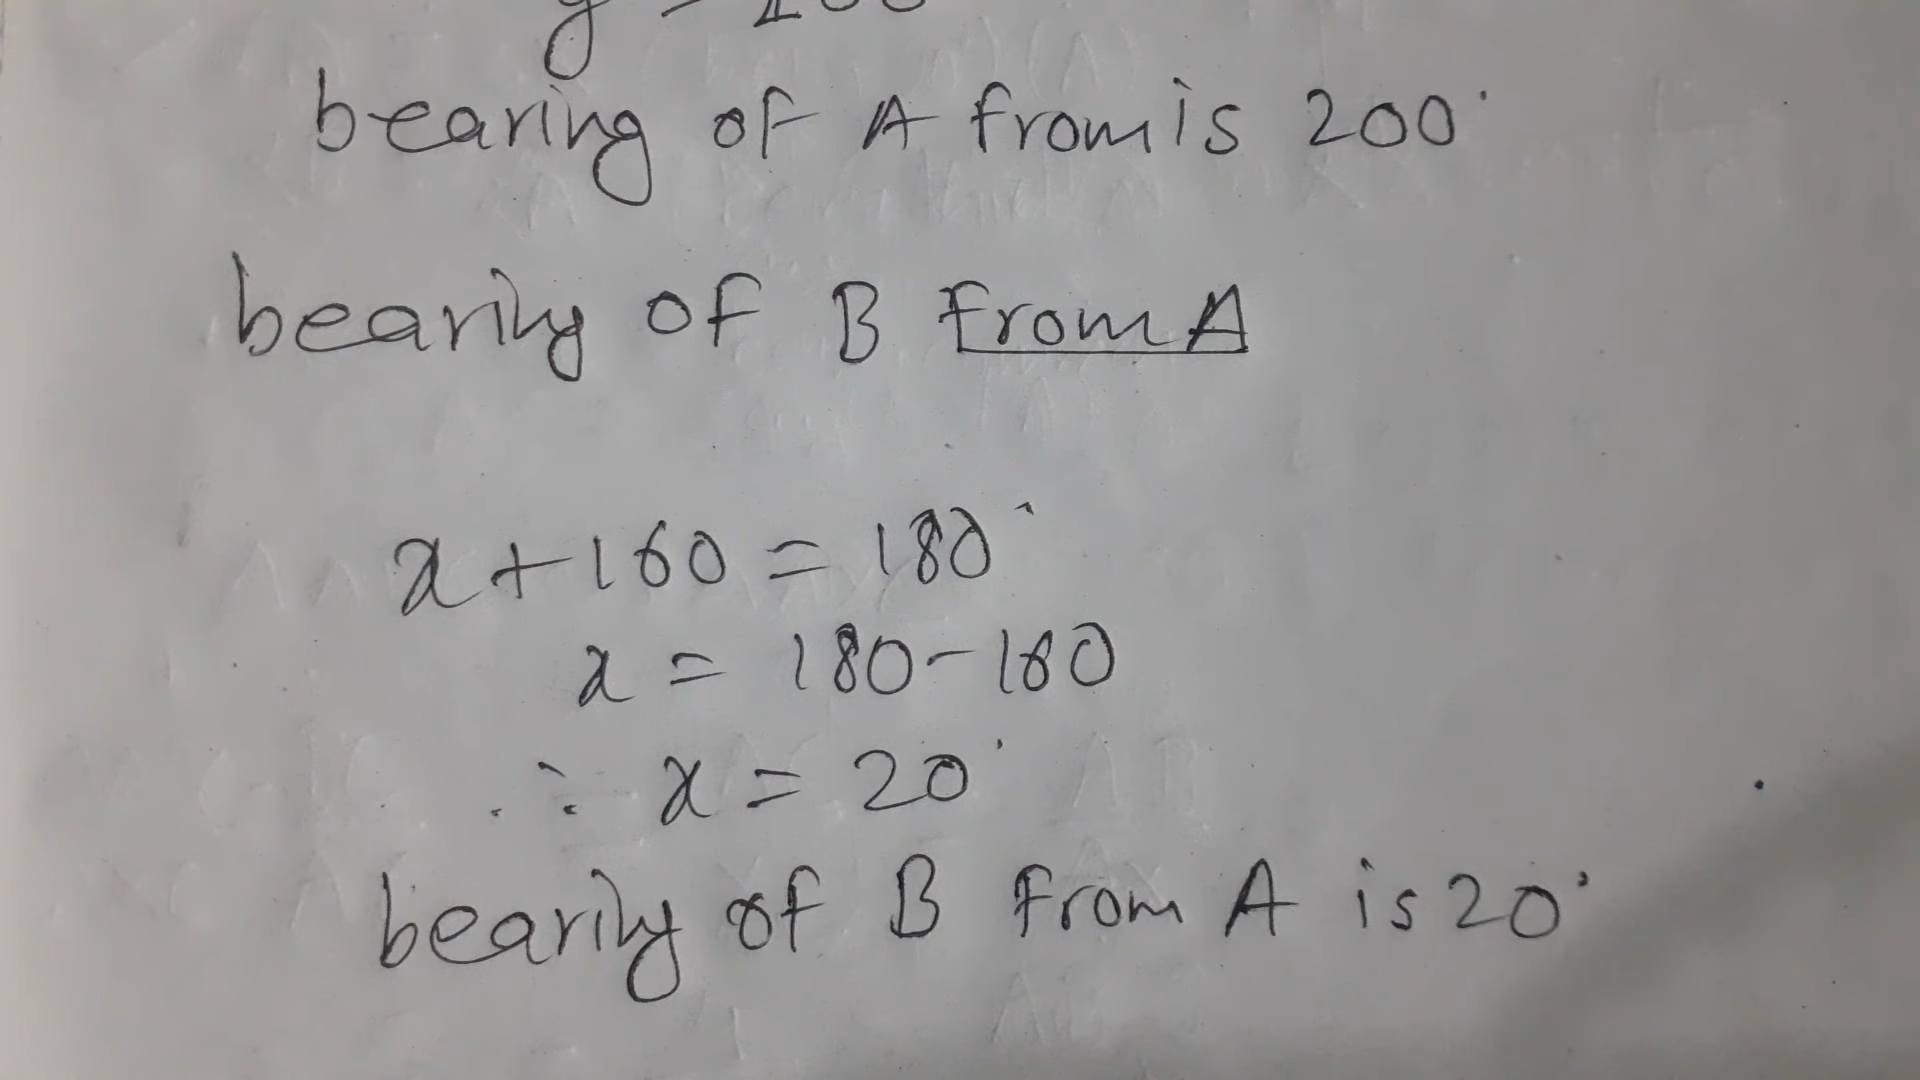 bearing of A from is 200°
bearing of B from A
x + 160 = 180°
x = 180 - 160
∴ x = 20°
bearing of B from A is 20°